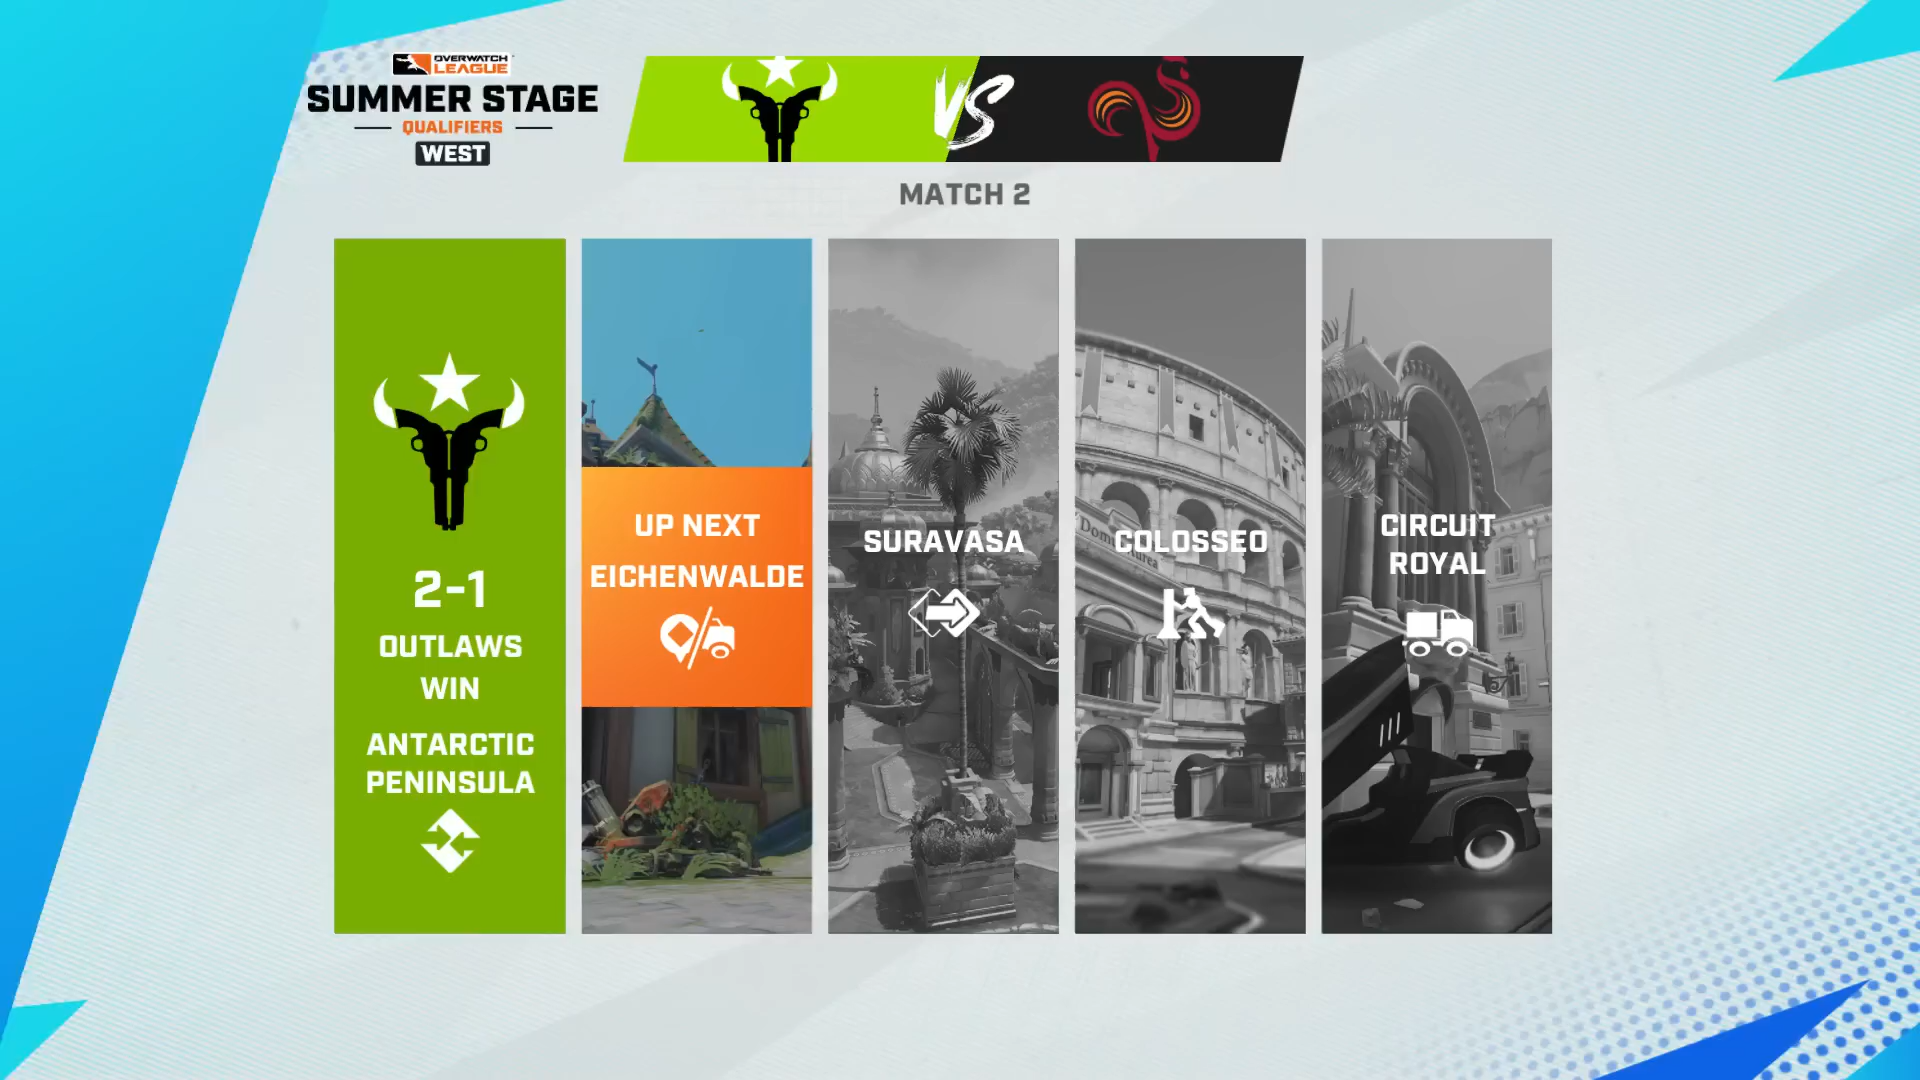 OVERWATCH
LEAGUE
SUMMER STAGE
QUALIFIERS
WEST
VS
MATCH 2
2-1
OUTLAWS
WIN
ANTARCTIC
PENINSULA
UP NEXT
EICHENWALDE
SURAVASA
COLOSSEO
CIRCUIT
ROYAL